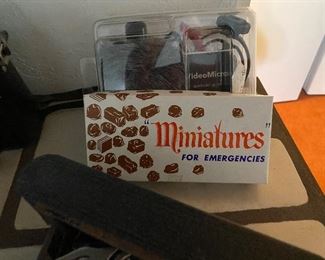 VideoMicro
"Miniatures"
FOR EMERGENCIES